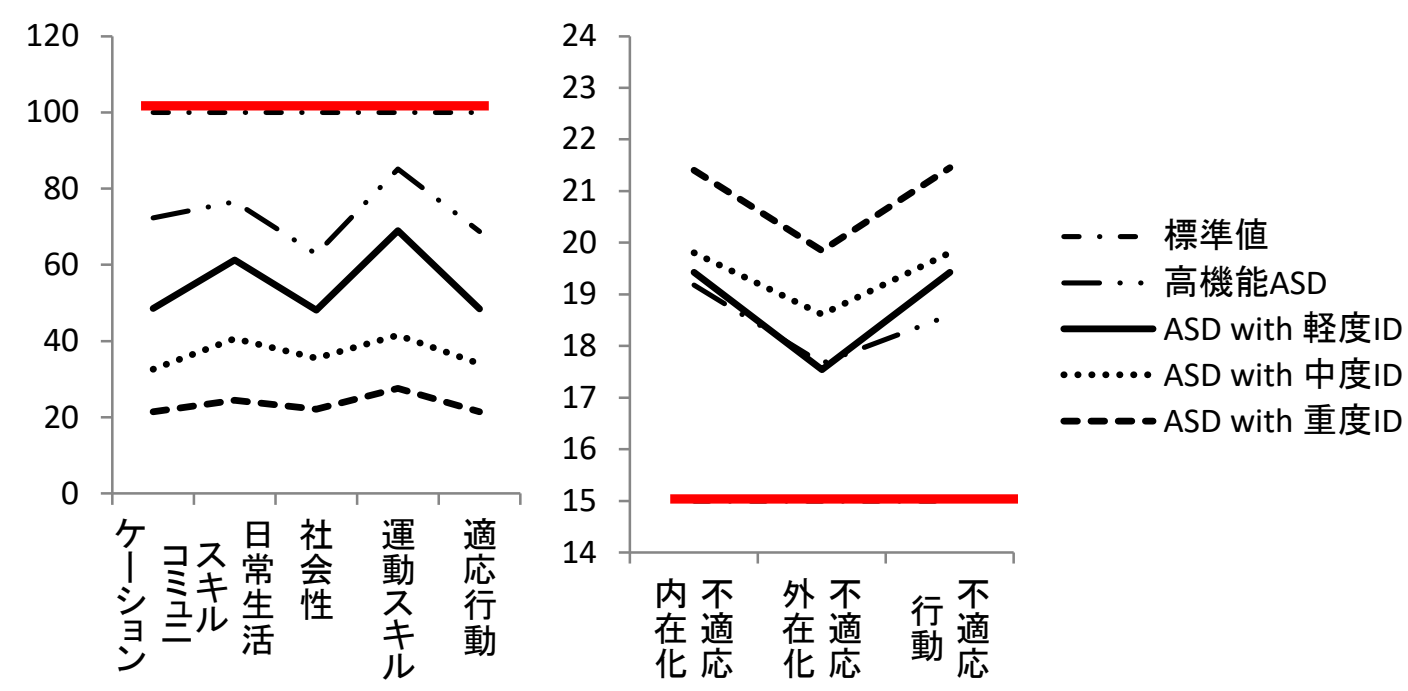 120
100
80
60
40
20
0
コミュニ
ケーション
日常生活
スキル
社会性
運動スキル
適応行動
24
23
22
21
20
19
18
17
16
15
14
不適応
内在化
不適応
外在化
不適応
行動
標準値
高機能ASD
ASD with 軽度ID
ASD with 中度ID
ASD with 重度ID